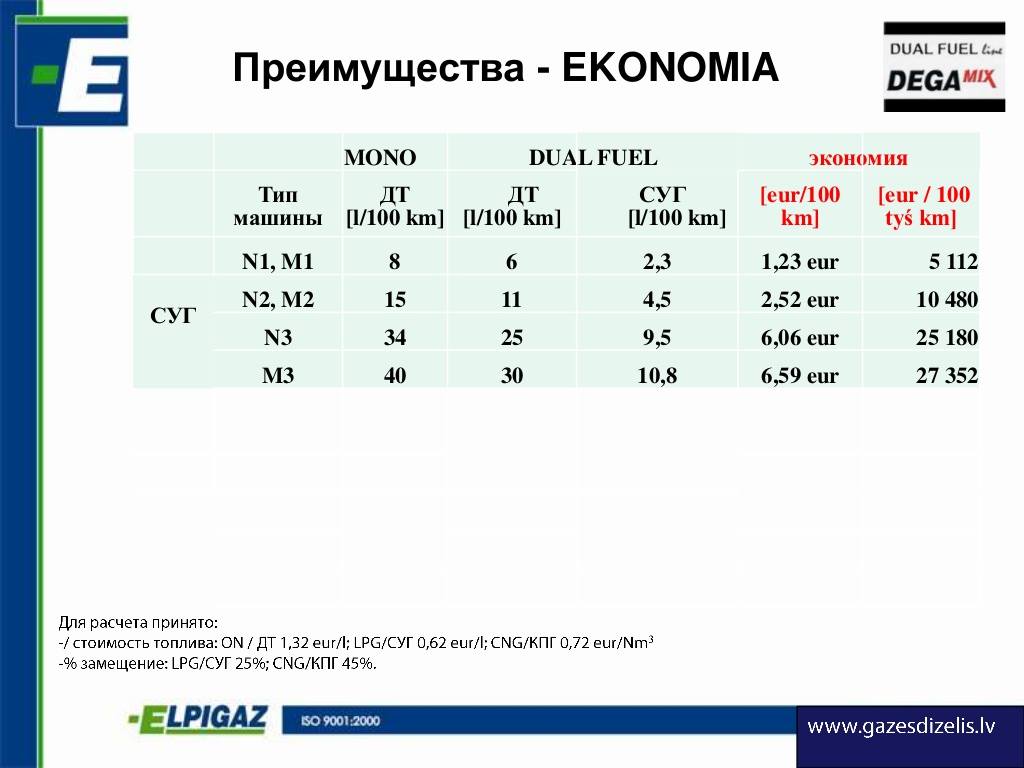 Преимущества - EKONOMIA
DUAL FUEL line
DEGAMIX
MONO DUAL FUEL экономия
Тип машины ДТ [l/100 km] ДТ [l/100 km] СУГ [l/100 km] [eur/100 km] [eur / 100 tyś km]
N1, M1 8 6 2,3 1,23 eur 5 112
СУГ
N2, M2 15 11 4,5 2,52 eur 10 480
N3 34 25 9,5 6,06 eur 25 180
M3 40 30 10,8 6,59 eur 27 352
Для расчета принято:
-/ стоимость топлива: ON / ДТ 1,32 eur/l; LPG/СУГ 0,62 eur/l; CNG/КПГ 0,72 eur/Nm³
-% замещение: LPG/СУГ 25%; CNG/КПГ 45%.
ELPIGAZ
ISO 9001:2000
www.gazesdizelis.lv